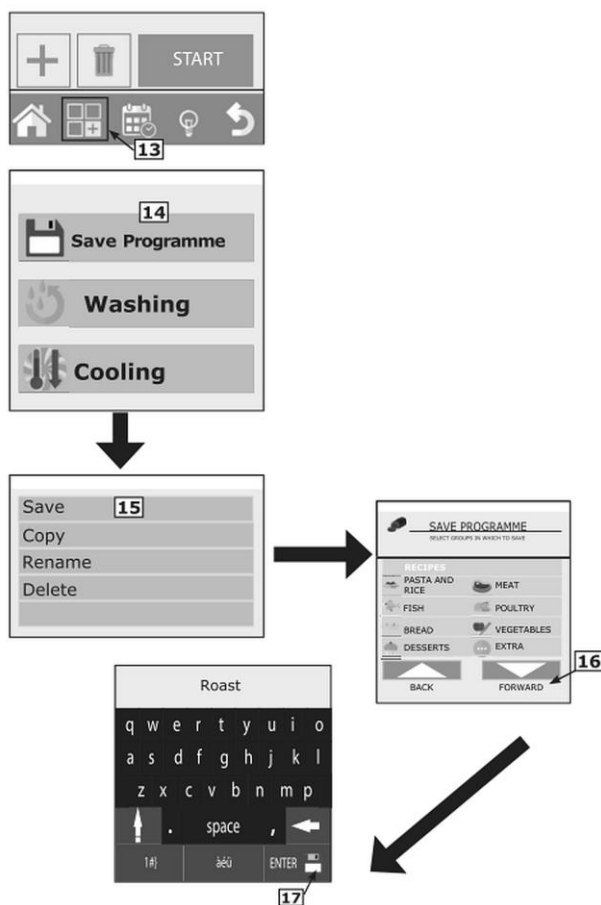 START
13
14
Save Programme
Washing
Cooling
Save 15
Copy
Rename
Delete
SAVE PROGRAMME
SELECT GROUPS IN WHICH TO SAVE
RECIPES
PASTA AND
RICE
MEAT
FISH
POULTRY
BREAD
VEGETABLES
DESSERTS
EXTRA
16
BACK
FORWARD
Roast
q w e r t y u i o
a s d f g h j k l
z x c v b n m p
. space ,
1#} àéü ENTER
17